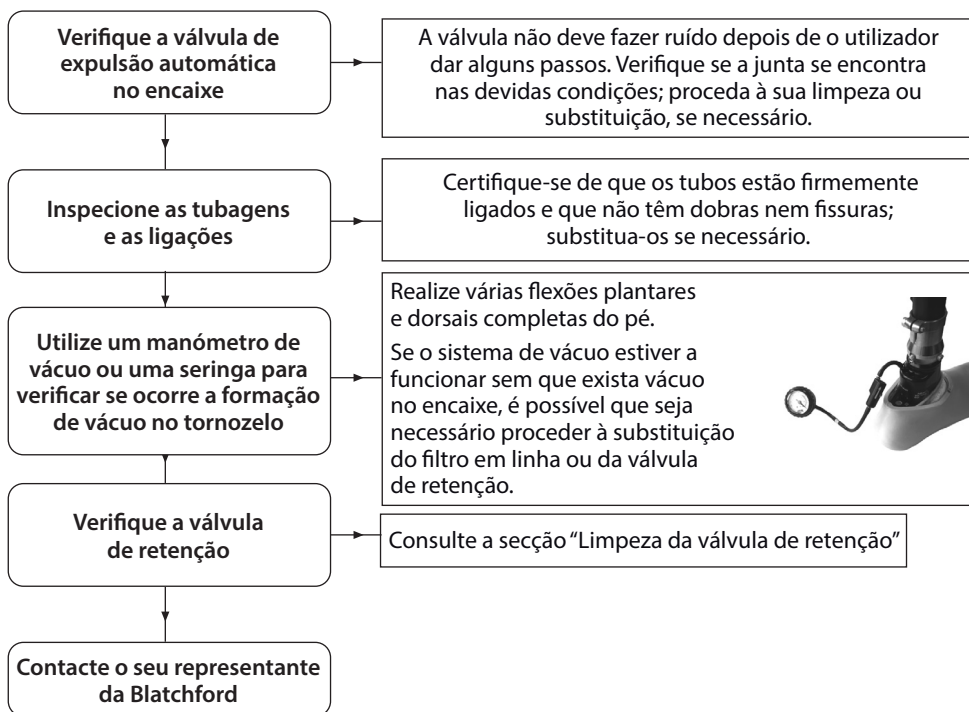 Verifique a válvula de
expulsão automática
no encaixe
A válvula não deve fazer ruído depois de o utilizador
dar alguns passos. Verifique se a junta se encontra
nas devidas condições; proceda à sua limpeza ou
substituição, se necessário.
Inspecione as tubagens
e as ligações
Certifique-se de que os tubos estão firmemente
ligados e que não têm dobras nem fissuras;
substitua-os se necessário.
Utilize um manómetro de
vácuo ou uma seringa para
verificar se ocorre a formação
de vácuo no tornozelo
Realize várias flexões plantares
e dorsais completas do pé.
Se o sistema de vácuo estiver a
funcionar sem que exista vácuo
no encaixe, é possível que seja
necessário proceder à substituição
do filtro em linha ou da válvula
de retenção.
Verifique a válvula
de retenção
Consulte a secção “Limpeza da válvula de retenção”
Contacte o seu representante
da Blatchford